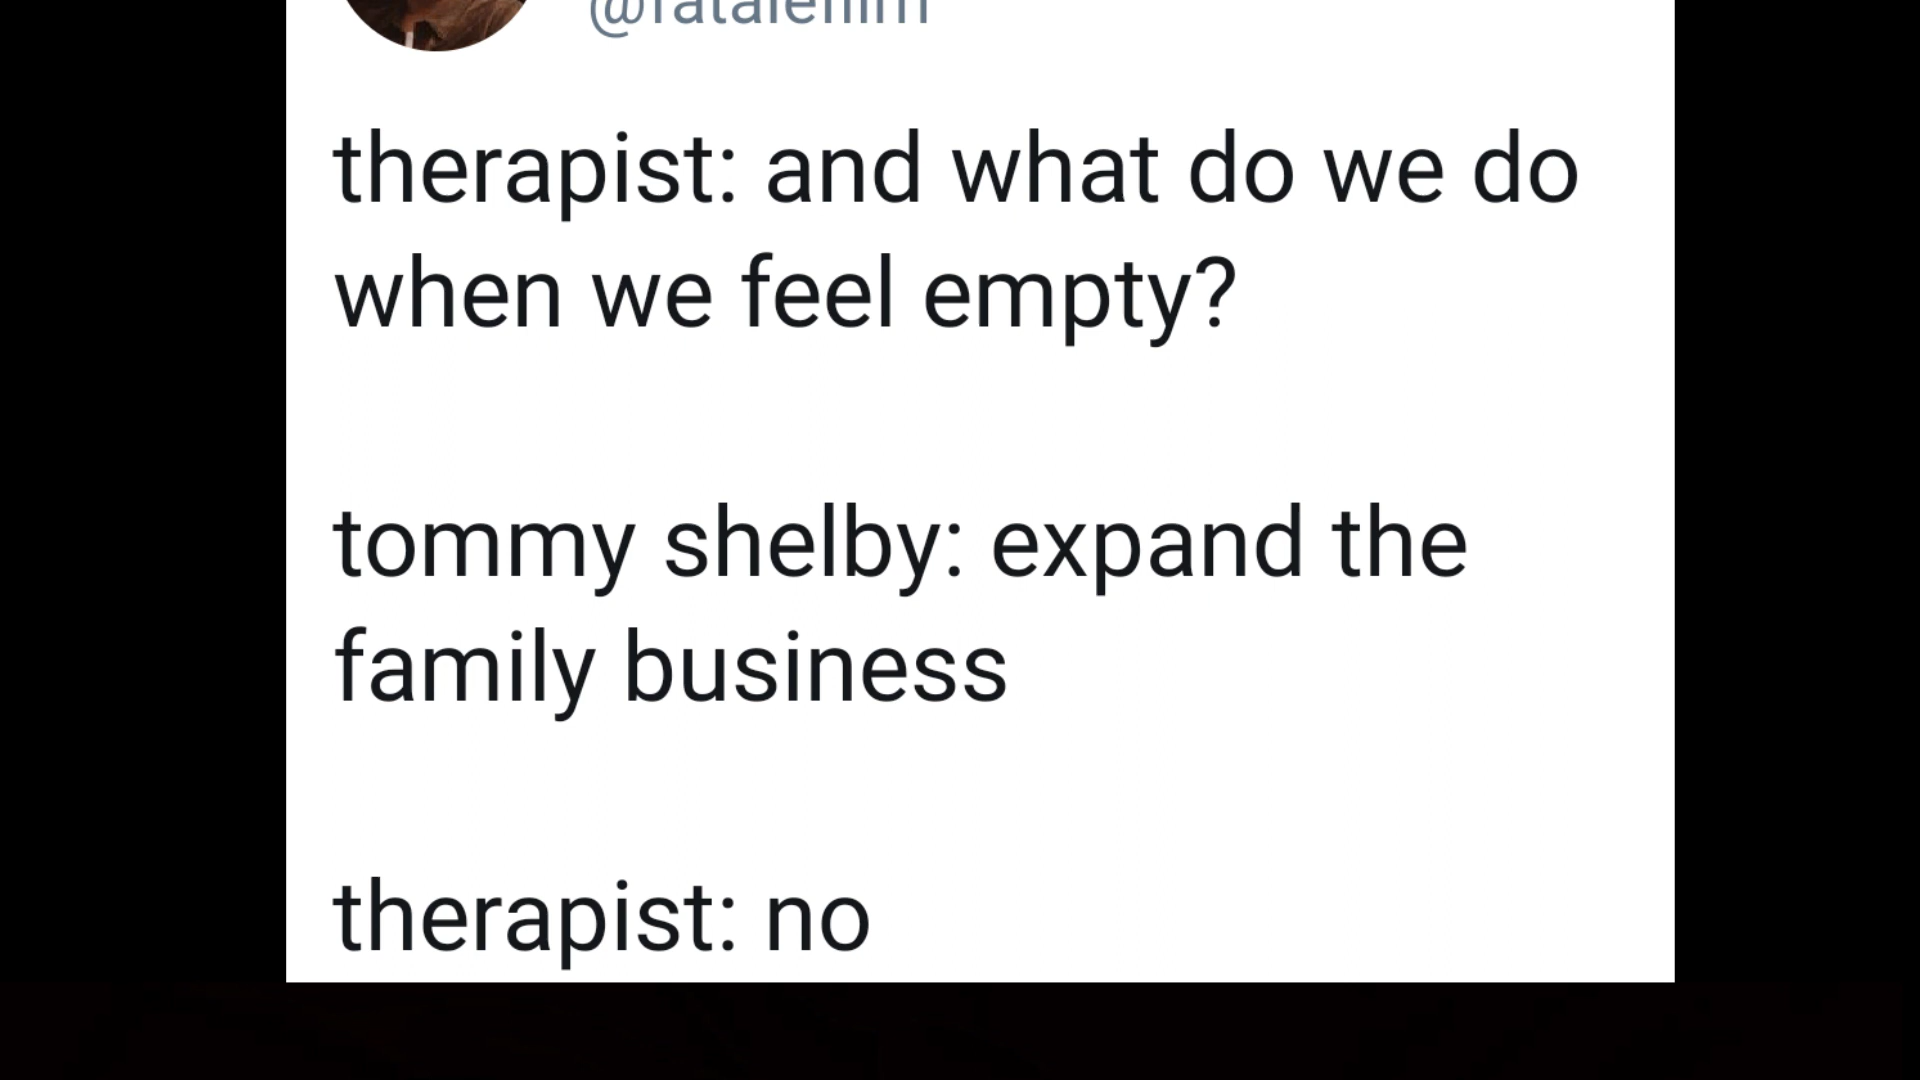 therapist: and what do we do
when we feel empty?
tommy shelby: expand the
family business
therapist: no